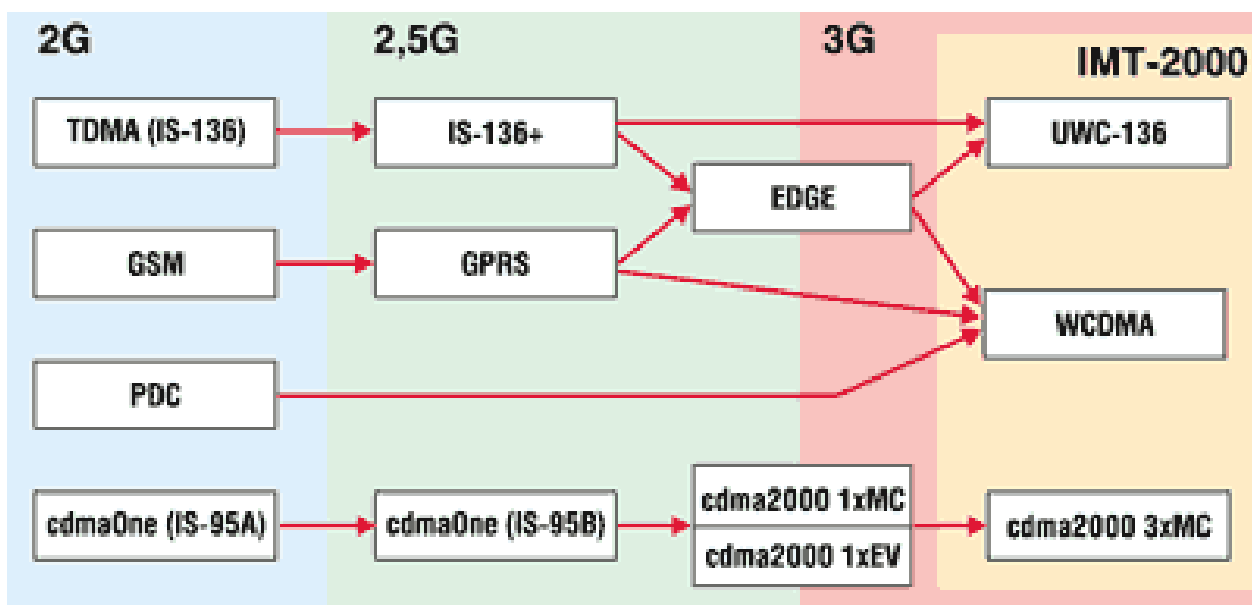 2G
2,5G
3G
IMT-2000
TDMA (IS-136)
IS-136+
UWC-136
EDGE
GSM
GPRS
WCDMA
PDC
cdmaOne (IS-95A)
cdmaOne (IS-95B)
cdma2000 1xMC
cdma2000 1xEV
cdma2000 3xMC